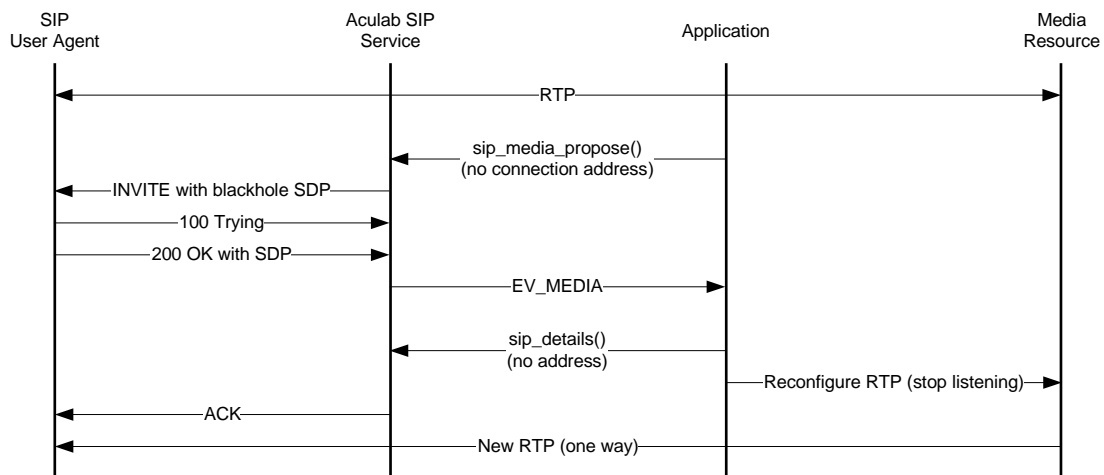 SIP
User Agent
Aculab SIP
Service
Application
Media
Resource
RTP
sip_media_propose()
(no connection address)
INVITE with blackhole SDP
100 Trying
200 OK with SDP
EV_MEDIA
sip_details()
(no address)
Reconfigure RTP (stop listening)
ACK
New RTP (one way)